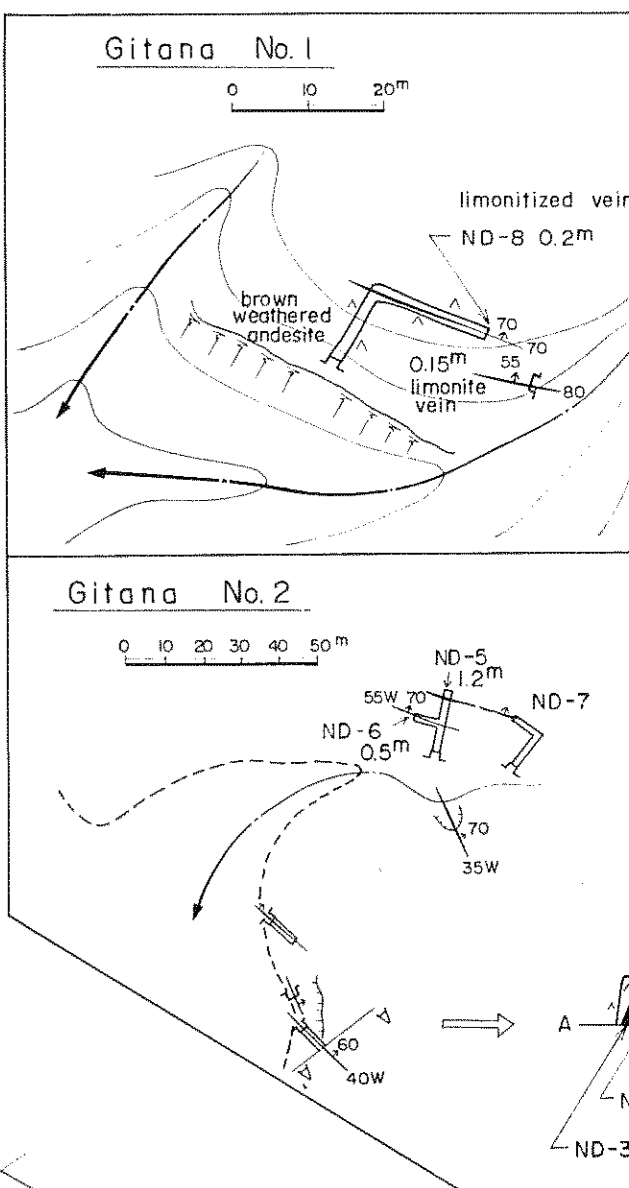 Gitana No. 1
0 10 20m
limonitized vein
ND-8 0.2m
brown
weathered
andesite
70
70
55
0.15m
limonite
vein
80
Gitana No. 2
0 10 20 30 40 50m
ND-5
1.2m
55W 70
ND-7
ND-6
0.5m
70
35W
A
60
40W
N
ND-3